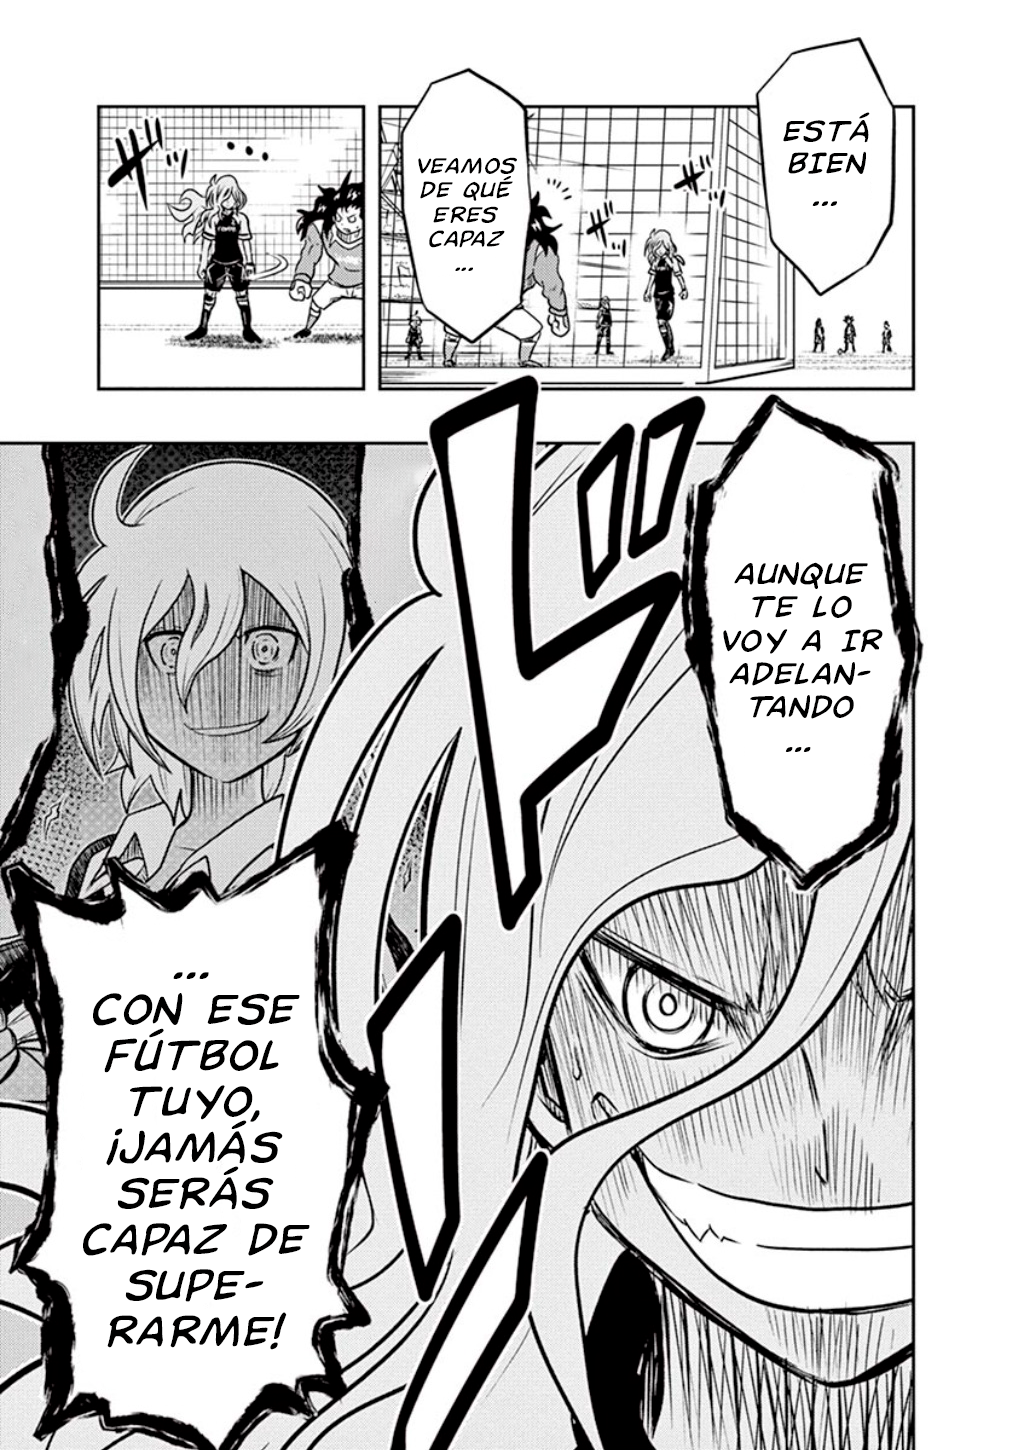 ESTÁ
BIEN
...
VEAMOS
DE QUÉ
ERES
CAPAZ
...
AUNQUE
TE LO
VOY A IR
ADELAN-
TANDO
...
...
CON ESE
FÚTBOL
TUYO,
¡JAMÁS
SERÁS
CAPAZ DE
SUPE-
RARME!